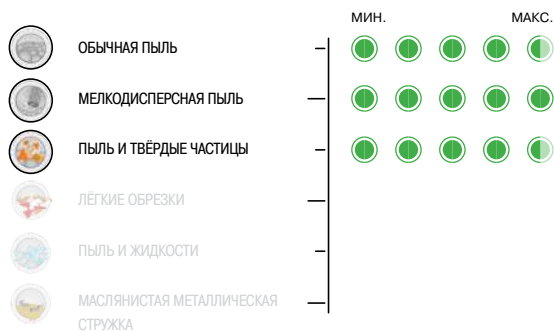 МИН. МАКС.
ОБЫЧНАЯ ПЫЛЬ
МЕЛКОДИСПЕРСНАЯ ПЫЛЬ
ПЫЛЬ И ТВЁРДЫЕ ЧАСТИЦЫ
ЛЁГКИЕ ОБРЕЗКИ
ПЫЛЬ И ЖИДКОСТИ
МАСЛЯНИСТАЯ МЕТАЛЛИЧЕСКАЯ
СТРУЖКА